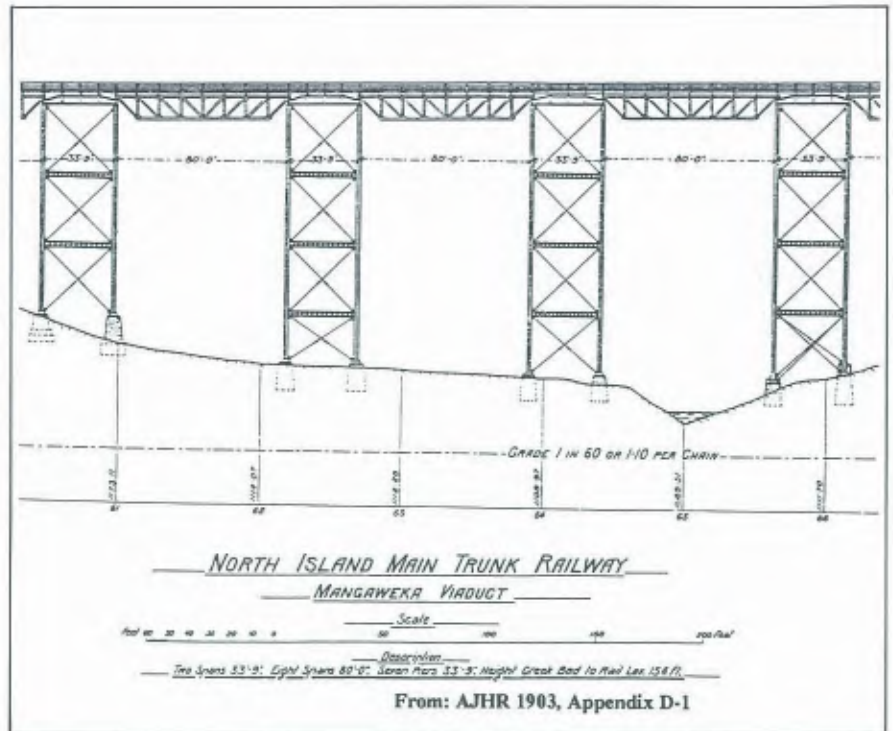 33'-9" 80'-0" 33'-9" 80'-0" 33'-9" 80'-0" 33'-9"
GRADE 1 IN 60 OR 1·10 PER CHAIN
61 62 63 64 65 66
NORTH ISLAND MAIN TRUNK RAILWAY
MANGAWEKA VIADUCT
Scale
Feet 50 100 150 200 Feet
Description
Two Spans 33'-9". Eight Spans 80'-0". Seven Piers 33'-9". Height Creek Bed to Rail Lev. 156 ft.
From: AJHR 1903, Appendix D-1